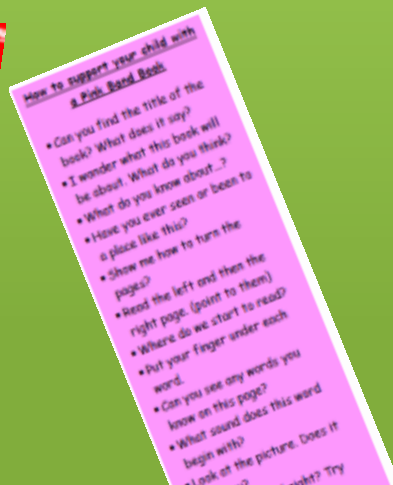 How to support your child with
a Pink Band Book
• Can you find the title of the
book? What does it say?
• I wonder what this book will
be about. What do you think?
• What do you know about...?
• Have you ever seen or been to
a place like this?
• Show me how to turn the
pages?
• Read the left and then the
right page. (point to them)
• Where do we start to read?
• Put your finger under each
word.
• Can you see any words you
know on this page?
• What sound does this word
begin with?
• Look at the picture. Does it
right? Try